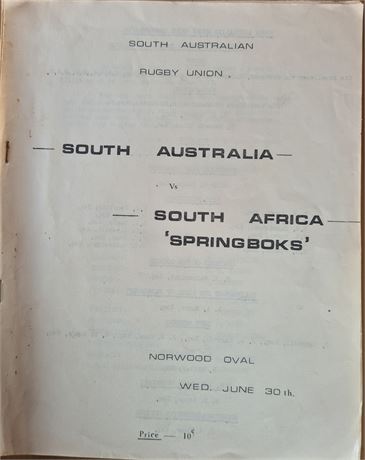 SOUTH AUSTRALIAN
RUGBY UNION.
— SOUTH AUSTRALIA —
Vs
— SOUTH AFRICA —
'SPRINGBOKS'
NORWOOD OVAL
WED. JUNE 30th.
Price — 10¢